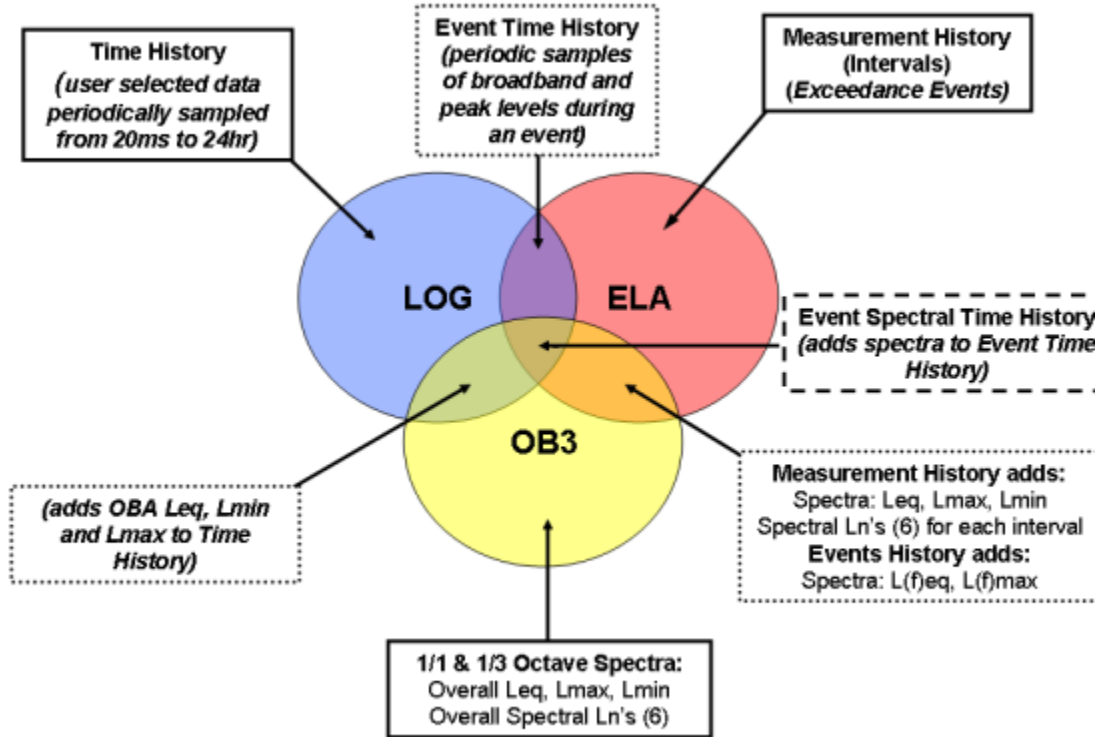 Time History
(user selected data
periodically sampled
from 20ms to 24hr)
Event Time History
(periodic samples
of broadband and
peak levels during
an event)
Measurement History
(Intervals)
(Exceedance Events)
LOG
ELA
OB3
Event Spectral Time History
(adds spectra to Event Time
History)
(adds OBA Leq, Lmin
and Lmax to Time
History)
Measurement History adds:
Spectra: Leq, Lmax, Lmin
Spectral Ln's (6) for each interval
Events History adds:
Spectra: L(f)eq, L(f)max
1/1 & 1/3 Octave Spectra:
Overall Leq, Lmax, Lmin
Overall Spectral Ln's (6)